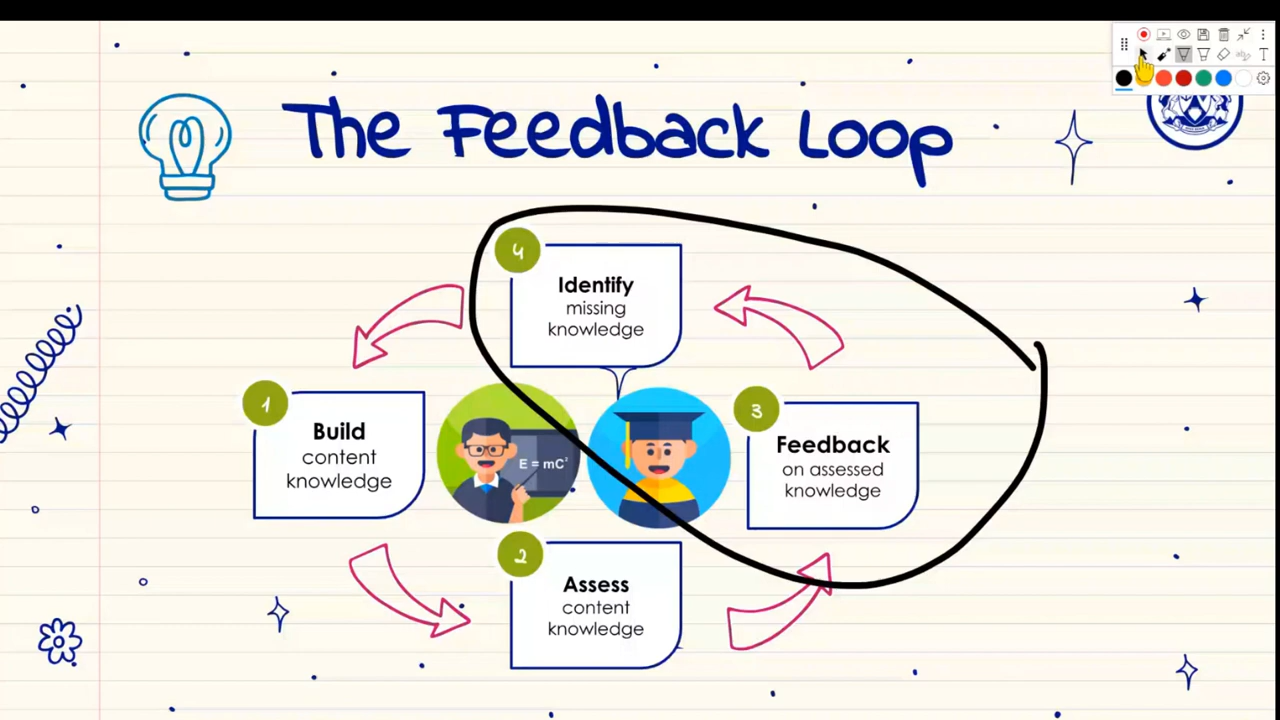 The Feedback Loop
4
Identify
missing
knowledge
1
Build
content
knowledge
E = mC²
3
Feedback
on assessed
knowledge
2
Assess
content
knowledge